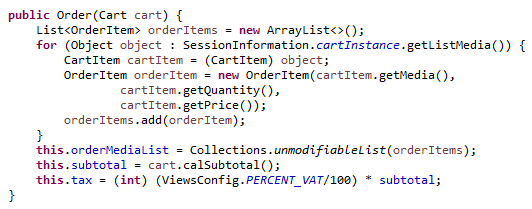 public Order(Cart cart) {
    List<OrderItem> orderItems = new ArrayList<>();
    for (Object object : SessionInformation.cartInstance.getListMedia()) {
        CartItem cartItem = (CartItem) object;
        OrderItem orderItem = new OrderItem(cartItem.getMedia(),
                cartItem.getQuantity(),
                cartItem.getPrice());
        orderItems.add(orderItem);
    }
    this.orderMediaList = Collections.unmodifiableList(orderItems);
    this.subtotal = cart.calSubtotal();
    this.tax = (int) (ViewsConfig.PERCENT_VAT/100) * subtotal;
}